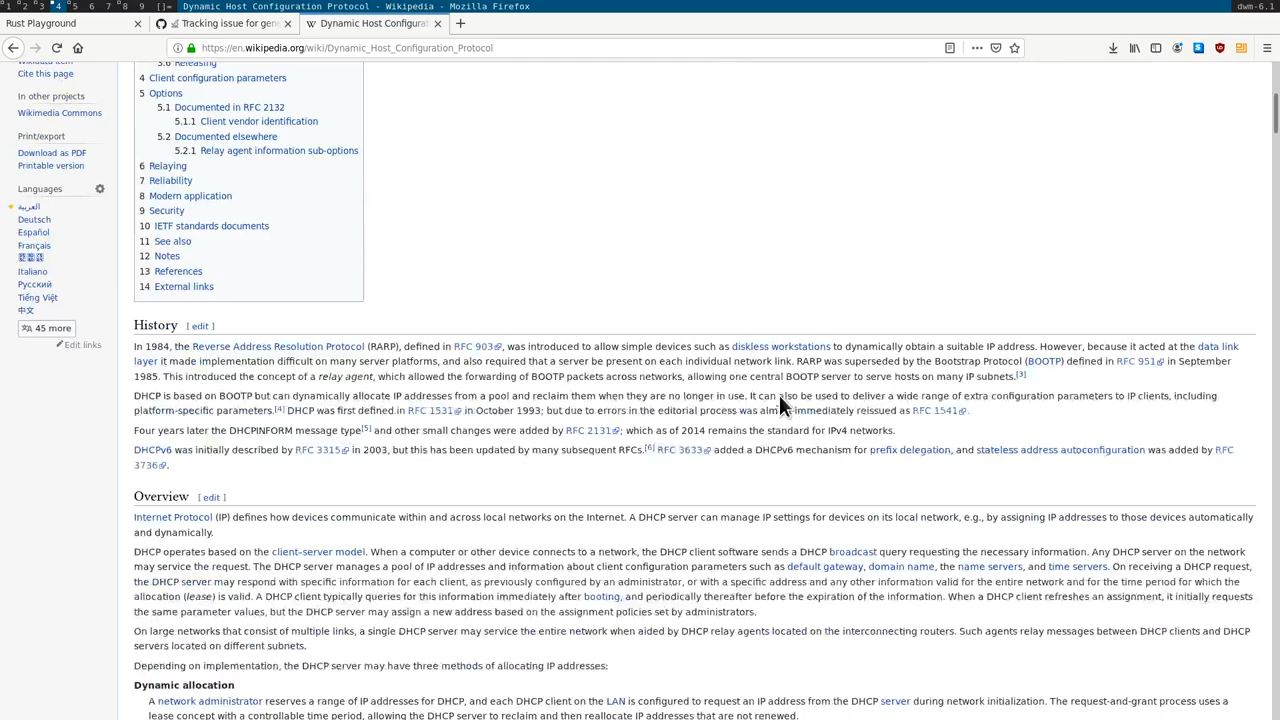 1 2 3 4 5 6 7 8 9 []= Dynamic Host Configuration Protocol - Wikipedia - Mozilla Firefox dwm-6.1
Rust Playground × Tracking issue for gene × Dynamic Host Configurat × +
https://en.wikipedia.org/wiki/Dynamic_Host_Configuration_Protocol
Wikidata item
Cite this page
In other projects
Wikimedia Commons
Print/export
Download as PDF
Printable version
Languages
العربية
Deutsch
Español
Français
Italiano
Русский
Tiếng Việt
中文
45 more
Edit links
3.6 Releasing
4 Client configuration parameters
5 Options
5.1 Documented in RFC 2132
5.1.1 Client vendor identification
5.2 Documented elsewhere
5.2.1 Relay agent information sub-options
6 Relaying
7 Reliability
8 Modern application
9 Security
10 IETF standards documents
11 See also
12 Notes
13 References
14 External links
History [ edit ]
In 1984, the Reverse Address Resolution Protocol (RARP), defined in RFC 903, was introduced to allow simple devices such as diskless workstations to dynamically obtain a suitable IP address. However, because it acted at the data link
layer it made implementation difficult on many server platforms, and also required that a server be present on each individual network link. RARP was superseded by the Bootstrap Protocol (BOOTP) defined in RFC 951 in September
1985. This introduced the concept of a relay agent, which allowed the forwarding of BOOTP packets across networks, allowing one central BOOTP server to serve hosts on many IP subnets.[3]
DHCP is based on BOOTP but can dynamically allocate IP addresses from a pool and reclaim them when they are no longer in use. It can also be used to deliver a wide range of extra configuration parameters to IP clients, including
platform-specific parameters.[4] DHCP was first defined in RFC 1531 in October 1993; but due to errors in the editorial process was almost immediately reissued as RFC 1541.
Four years later the DHCPINFORM message type[5] and other small changes were added by RFC 2131; which as of 2014 remains the standard for IPv4 networks.
DHCPv6 was initially described by RFC 3315 in 2003, but this has been updated by many subsequent RFCs.[6] RFC 3633 added a DHCPv6 mechanism for prefix delegation, and stateless address autoconfiguration was added by RFC
3736.
Overview [ edit ]
Internet Protocol (IP) defines how devices communicate within and across local networks on the Internet. A DHCP server can manage IP settings for devices on its local network, e.g., by assigning IP addresses to those devices automatically
and dynamically.
DHCP operates based on the client–server model. When a computer or other device connects to a network, the DHCP client software sends a DHCP broadcast query requesting the necessary information. Any DHCP server on the network
may service the request. The DHCP server manages a pool of IP addresses and information about client configuration parameters such as default gateway, domain name, the name servers, and time servers. On receiving a DHCP request,
the DHCP server may respond with specific information for each client, as previously configured by an administrator, or with a specific address and any other information valid for the entire network and for the time period for which the
allocation (lease) is valid. A DHCP client typically queries for this information immediately after booting, and periodically thereafter before the expiration of the information. When a DHCP client refreshes an assignment, it initially requests
the same parameter values, but the DHCP server may assign a new address based on the assignment policies set by administrators.
On large networks that consist of multiple links, a single DHCP server may service the entire network when aided by DHCP relay agents located on the interconnecting routers. Such agents relay messages between DHCP clients and DHCP
servers located on different subnets.
Depending on implementation, the DHCP server may have three methods of allocating IP addresses:
Dynamic allocation
A network administrator reserves a range of IP addresses for DHCP, and each DHCP client on the LAN is configured to request an IP address from the DHCP server during network initialization. The request-and-grant process uses a
lease concept with a controllable time period, allowing the DHCP server to reclaim and then reallocate IP addresses that are not renewed.